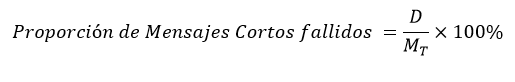 Proporción de Mensajes Cortos fallidos = D / M_T × 100%